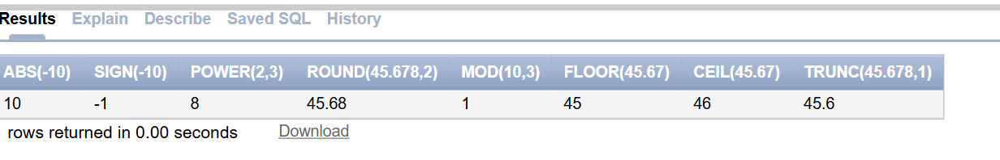 Results Explain Describe Saved SQL History
ABS(-10) SIGN(-10) POWER(2,3) ROUND(45.678,2) MOD(10,3) FLOOR(45.67) CEIL(45.67) TRUNC(45.678,1)
10 -1 8 45.68 1 45 46 45.6
rows returned in 0.00 seconds Download